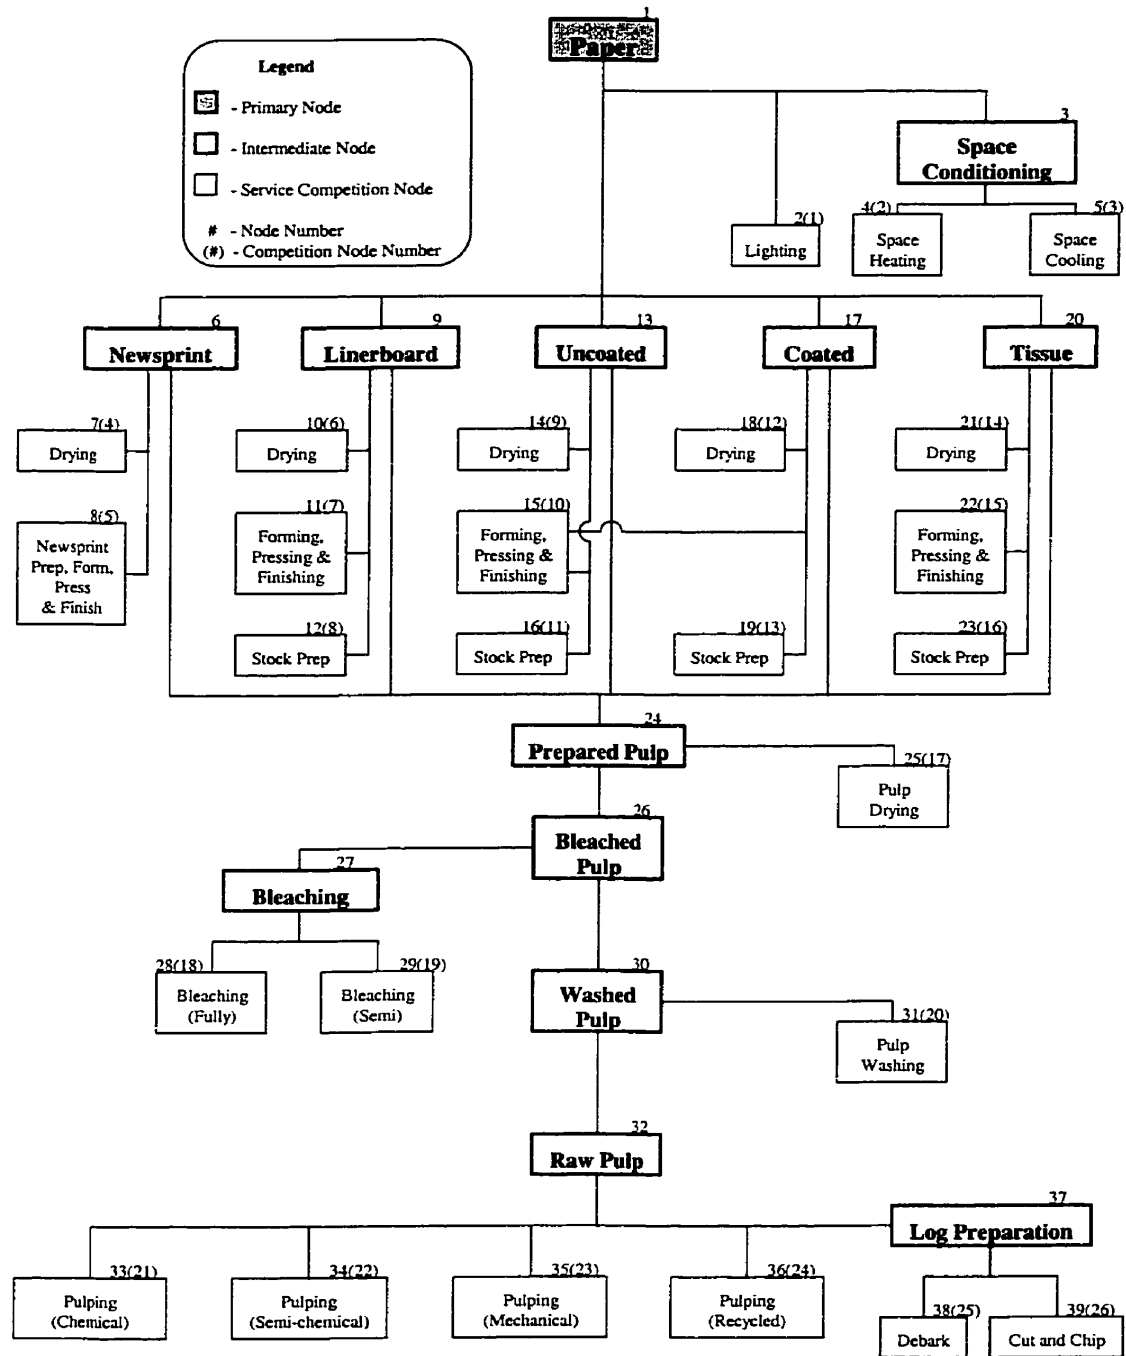 1
Paper
Legend
- Primary Node
- Intermediate Node
- Service Competition Node
# - Node Number
(#) - Competition Node Number
3
Space
Conditioning
2(1)
Lighting
4(2)
Space
Heating
5(3)
Space
Cooling
6
Newsprint
9
Linerboard
13
Uncoated
17
Coated
20
Tissue
7(4)
Drying
10(6)
Drying
14(9)
Drying
18(12)
Drying
21(14)
Drying
8(5)
Newsprint
Prep, Form,
Press
& Finish
11(7)
Forming,
Pressing &
Finishing
15(10)
Forming,
Pressing &
Finishing
22(15)
Forming,
Pressing &
Finishing
12(8)
Stock Prep
16(11)
Stock Prep
19(13)
Stock Prep
23(16)
Stock Prep
24
Prepared Pulp
25(17)
Pulp
Drying
26
Bleached
Pulp
27
Bleaching
28(18)
Bleaching
(Fully)
29(19)
Bleaching
(Semi)
30
Washed
Pulp
31(20)
Pulp
Washing
32
Raw Pulp
37
Log Preparation
33(21)
Pulping
(Chemical)
34(22)
Pulping
(Semi-chemical)
35(23)
Pulping
(Mechanical)
36(24)
Pulping
(Recycled)
38(25)
Debark
39(26)
Cut and Chip